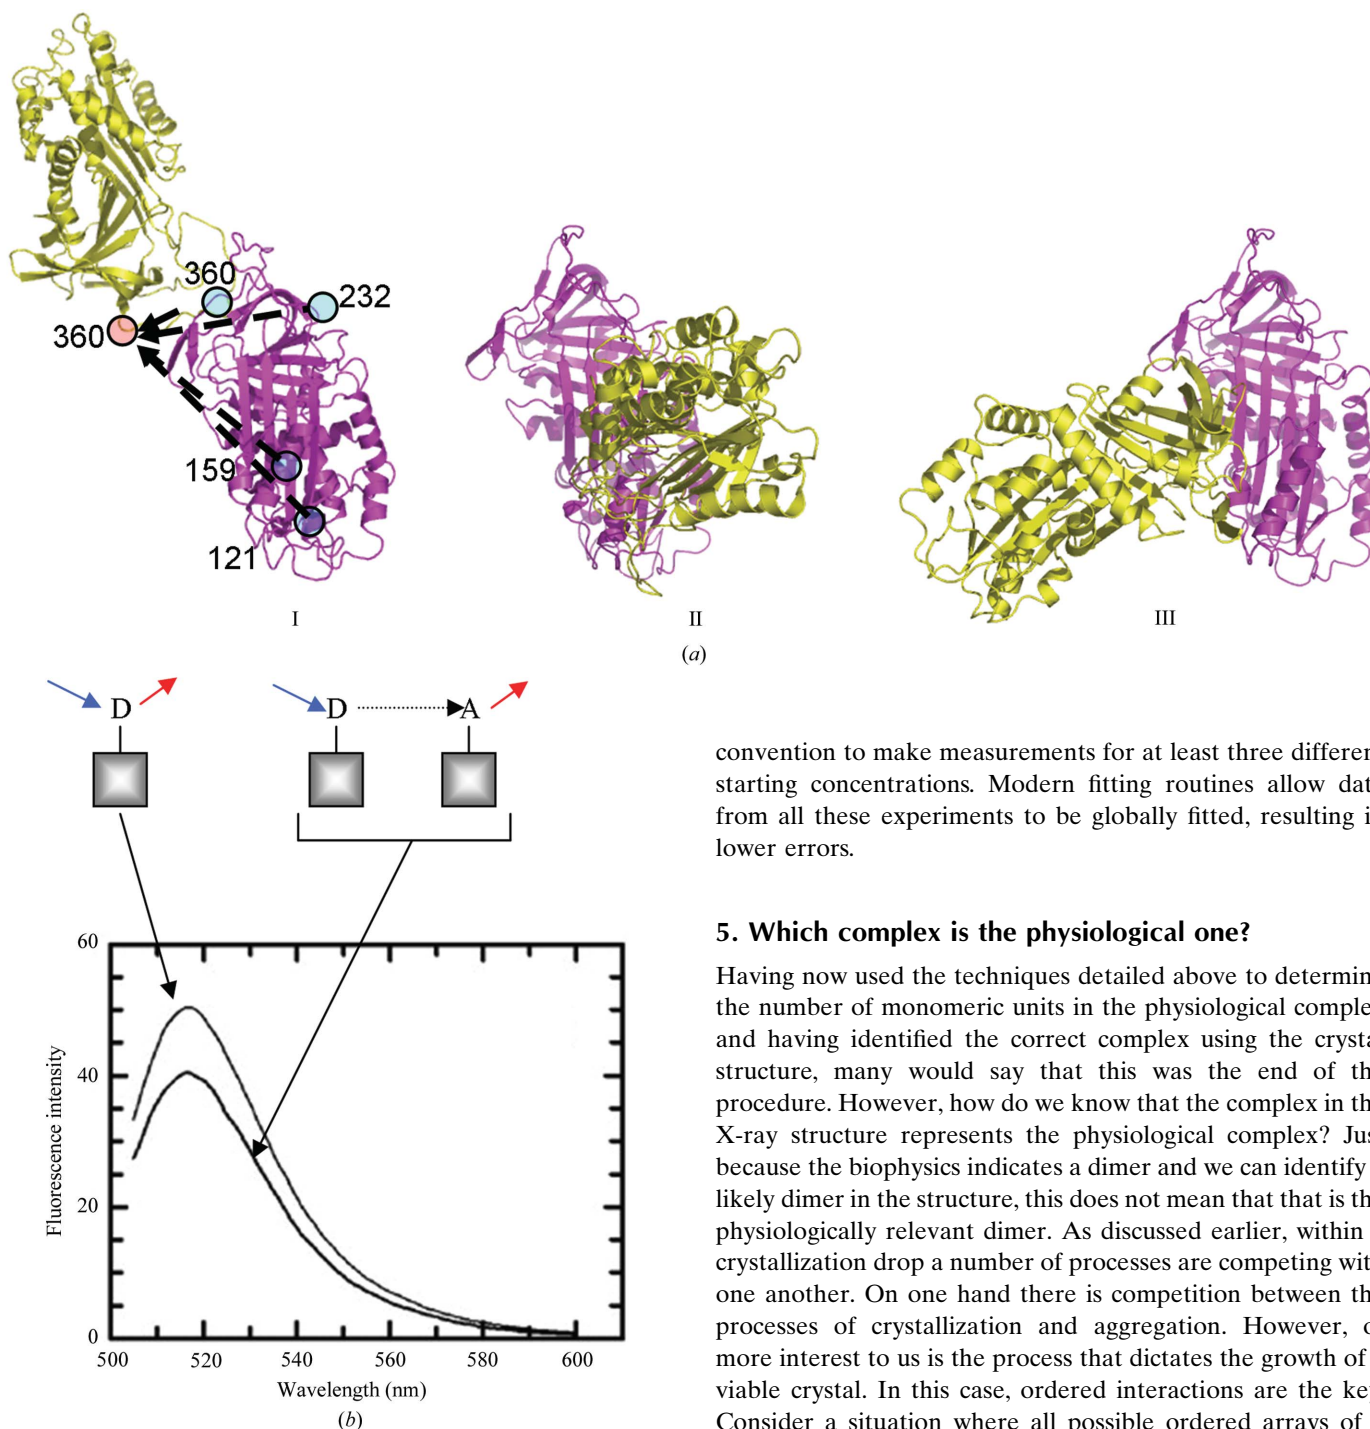 360
232
360
159
121
I
II
III
(a)
D
D
A
convention to make measurements for at least three differen
starting concentrations. Modern fitting routines allow dat
from all these experiments to be globally fitted, resulting i
lower errors.
5. Which complex is the physiological one?
Having now used the techniques detailed above to determin
the number of monomeric units in the physiological comple
and having identified the correct complex using the crysta
structure, many would say that this was the end of th
procedure. However, how do we know that the complex in th
X-ray structure represents the physiological complex? Jus
because the biophysics indicates a dimer and we can identify
likely dimer in the structure, this does not mean that that is th
physiologically relevant dimer. As discussed earlier, within
crystallization drop a number of processes are competing wit
one another. On one hand there is competition between th
processes of crystallization and aggregation. However, o
more interest to us is the process that dictates the growth of
viable crystal. In this case, ordered interactions are the key
Consider a situation where all possible ordered arrays of
60
40
20
0
Fluorescence intensity
500 520 540 560 580 600
Wavelength (nm)
(b)